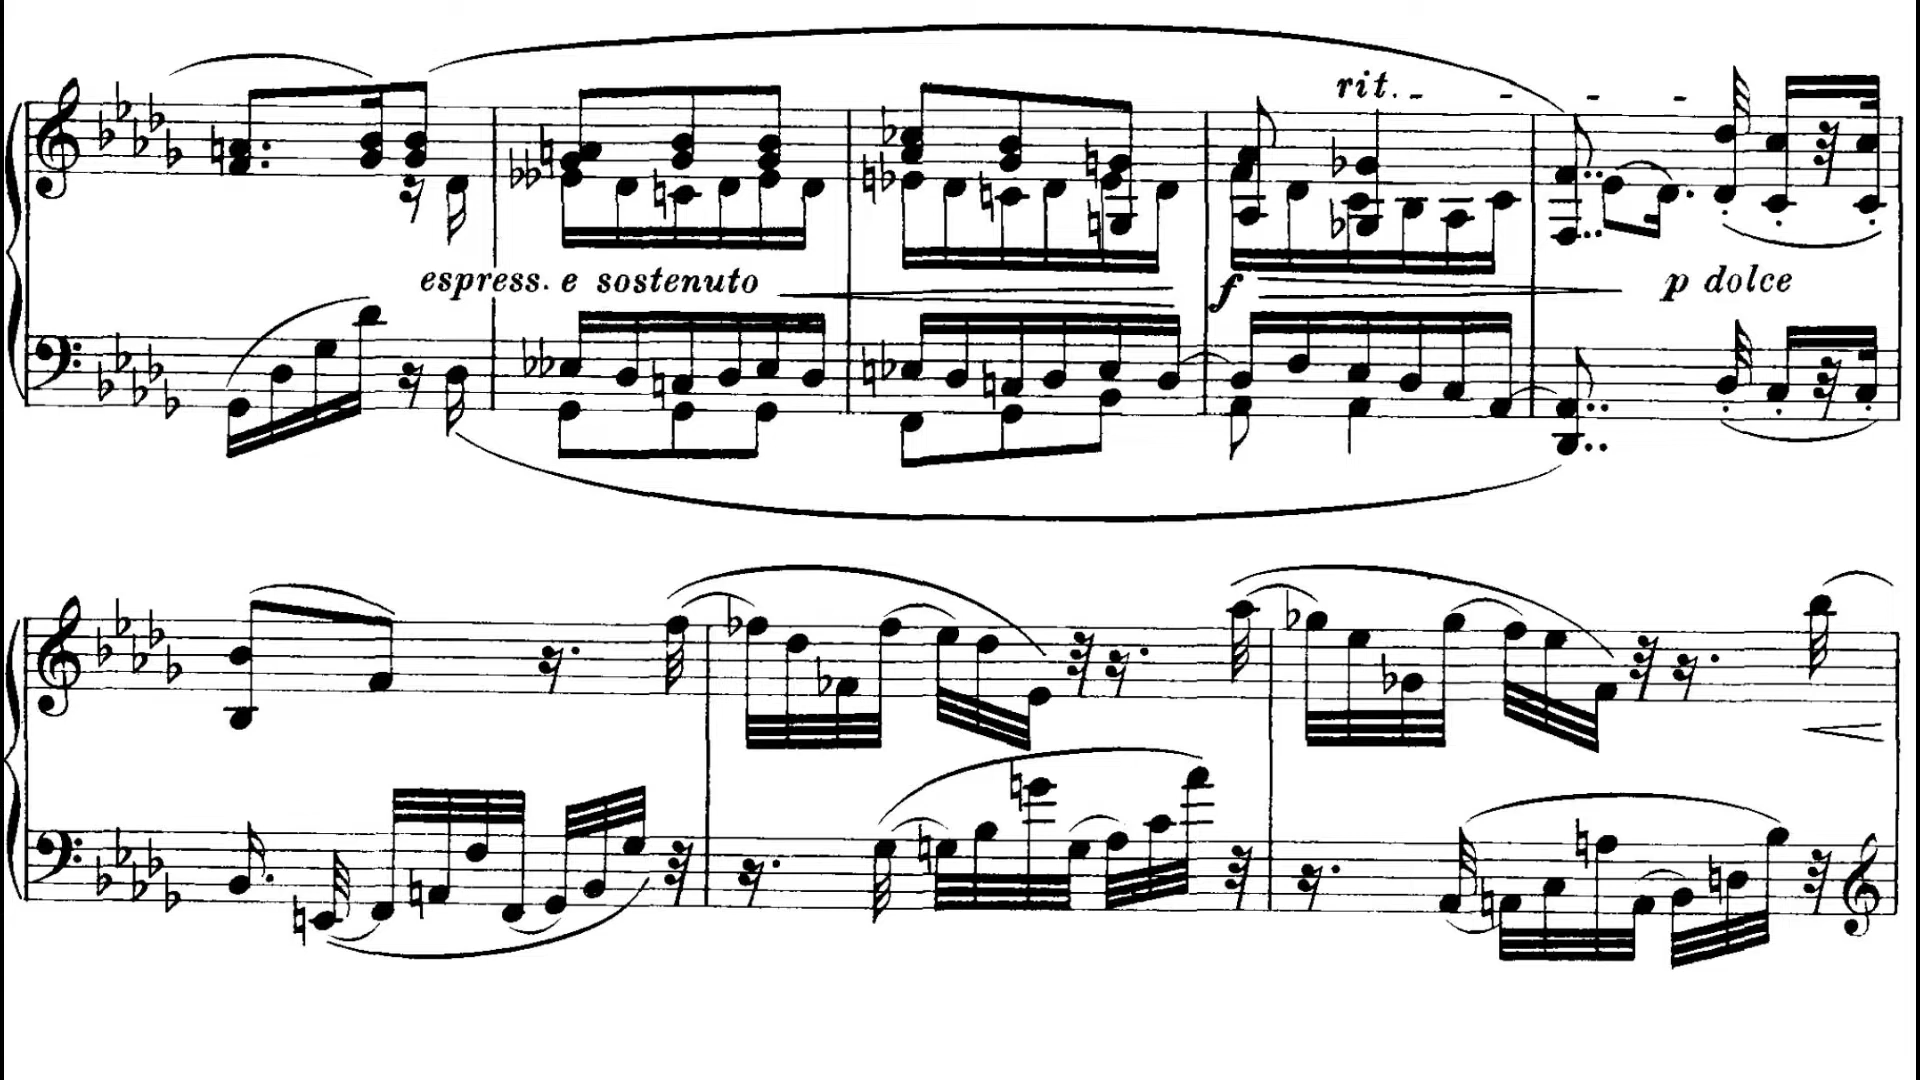 rit.
espress. e sostenuto
f
p dolce